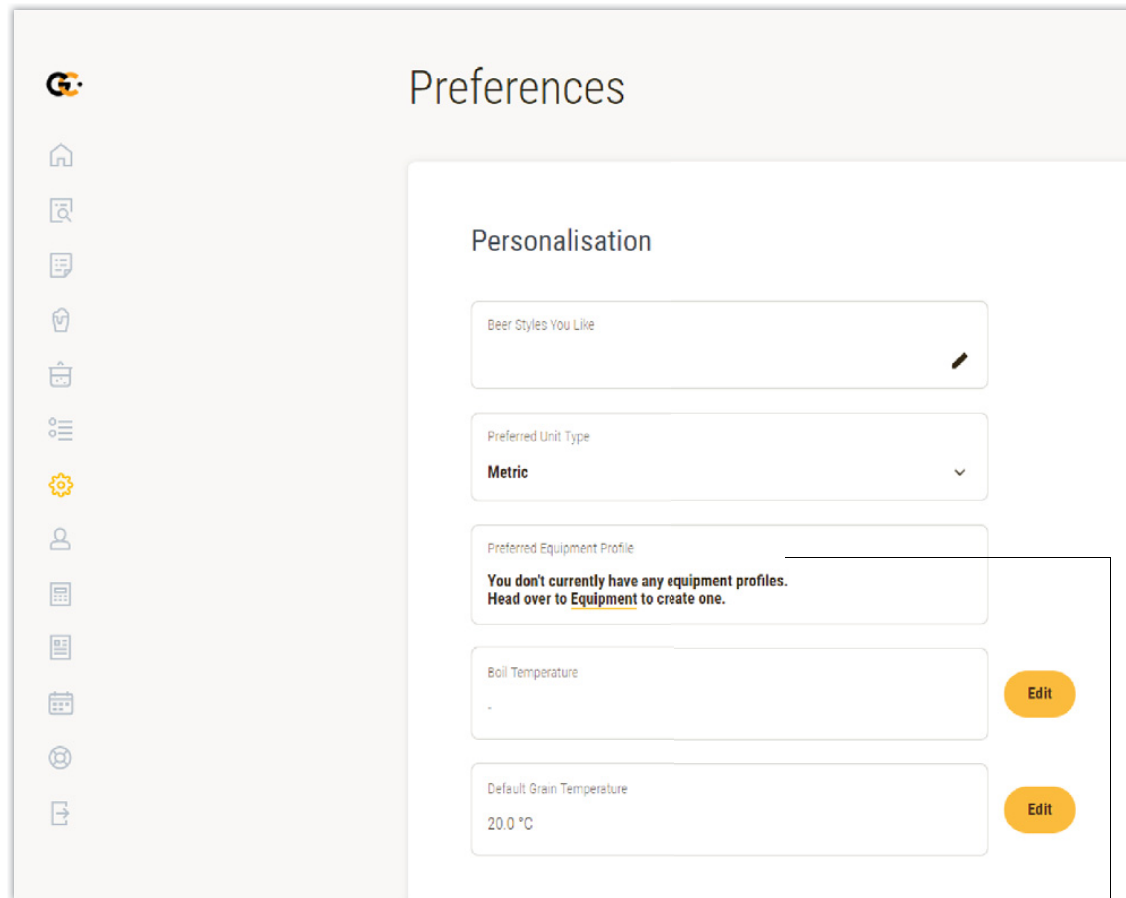 GC
Preferences
Personalisation
Beer Styles You Like
Preferred Unit Type
Metric
Preferred Equipment Profile
You don't currently have any equipment profiles.
Head over to Equipment to create one.
Boil Temperature
-
Edit
Default Grain Temperature
20.0 °C
Edit